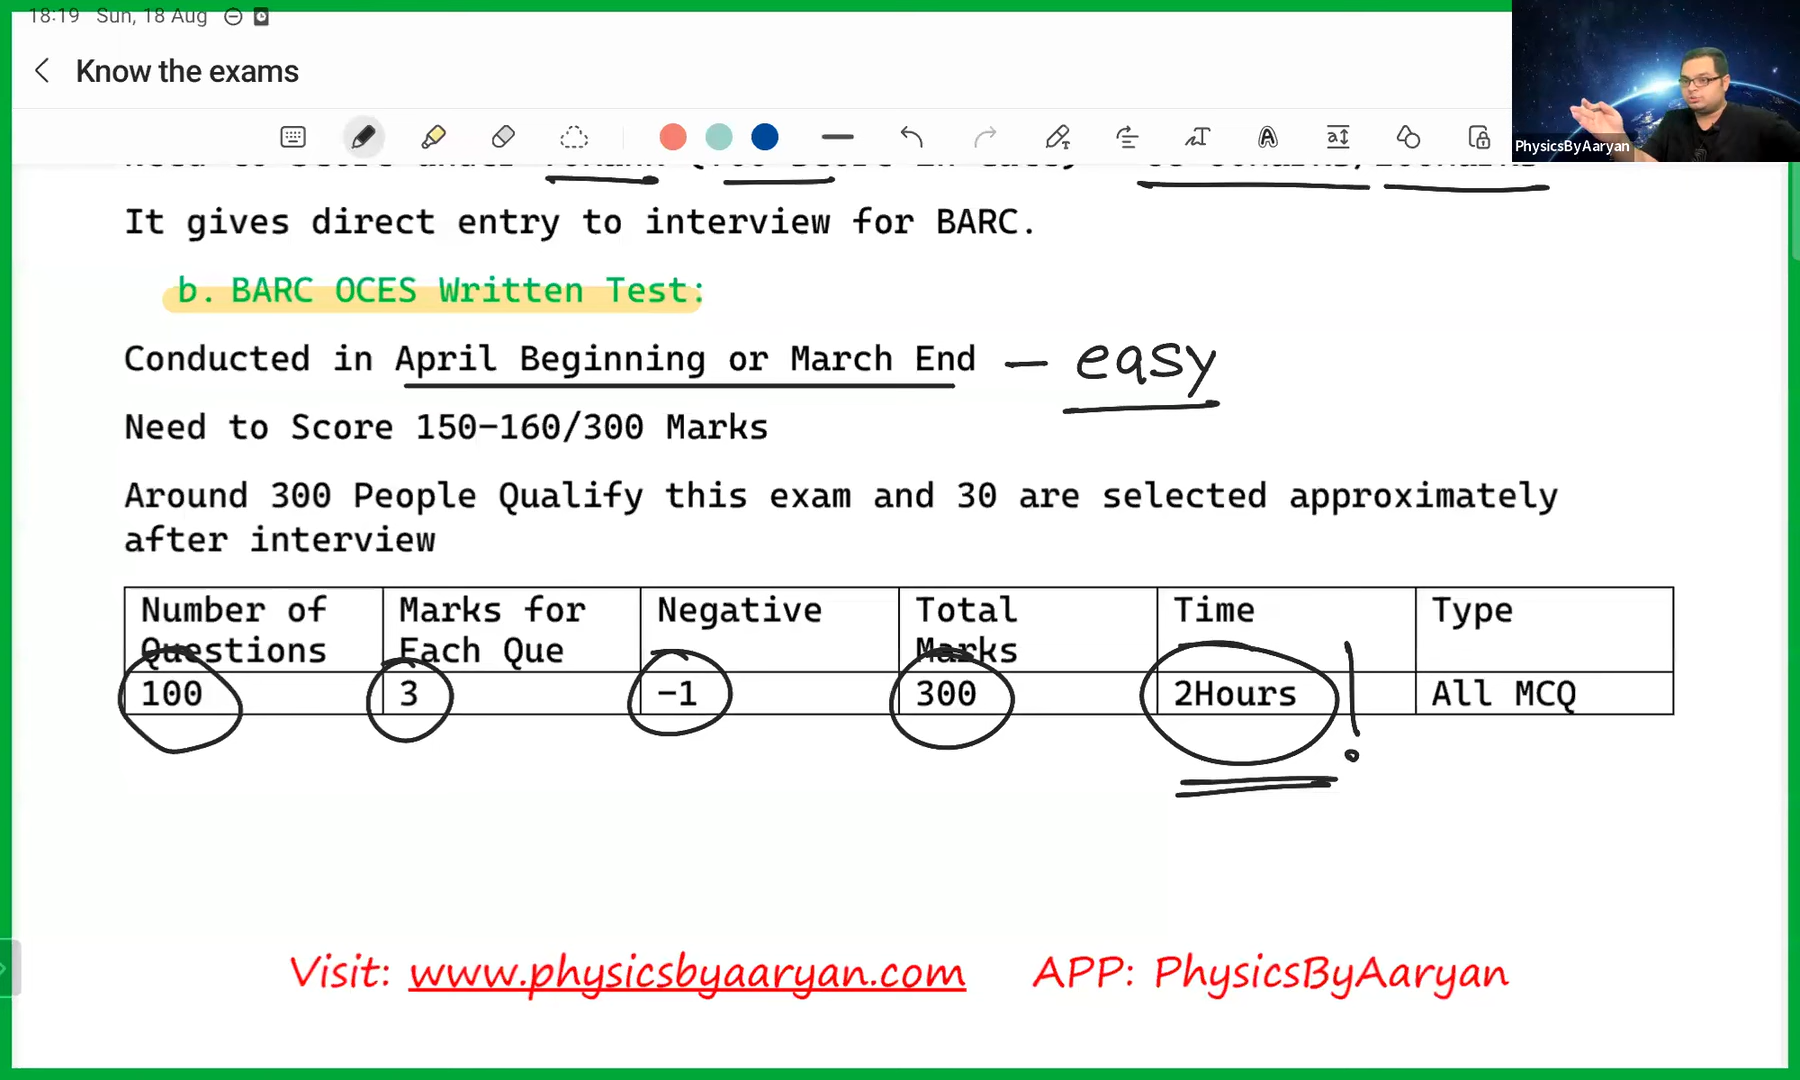 18:19 Sun, 18 Aug
Know the exams
PhysicsByAaryan
It gives direct entry to interview for BARC.
b. BARC OCES Written Test:
Conducted in April Beginning or March End — easy
Need to Score 150-160/300 Marks
Around 300 People Qualify this exam and 30 are selected approximately
after interview
Number of Questions Marks for Each Que Negative Total Marks Time Type
100 3 -1 300 2Hours ! All MCQ
Visit: www.physicsbyaaryan.com APP: PhysicsByAaryan